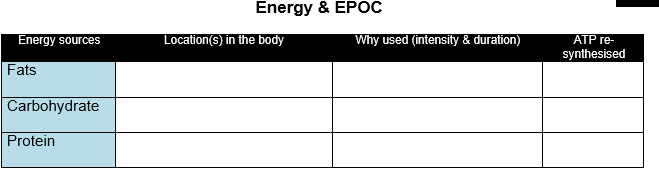 Energy & EPOC
Energy sources Location(s) in the body Why used (intensity & duration) ATP re-
synthesised
Fats
Carbohydrate
Protein